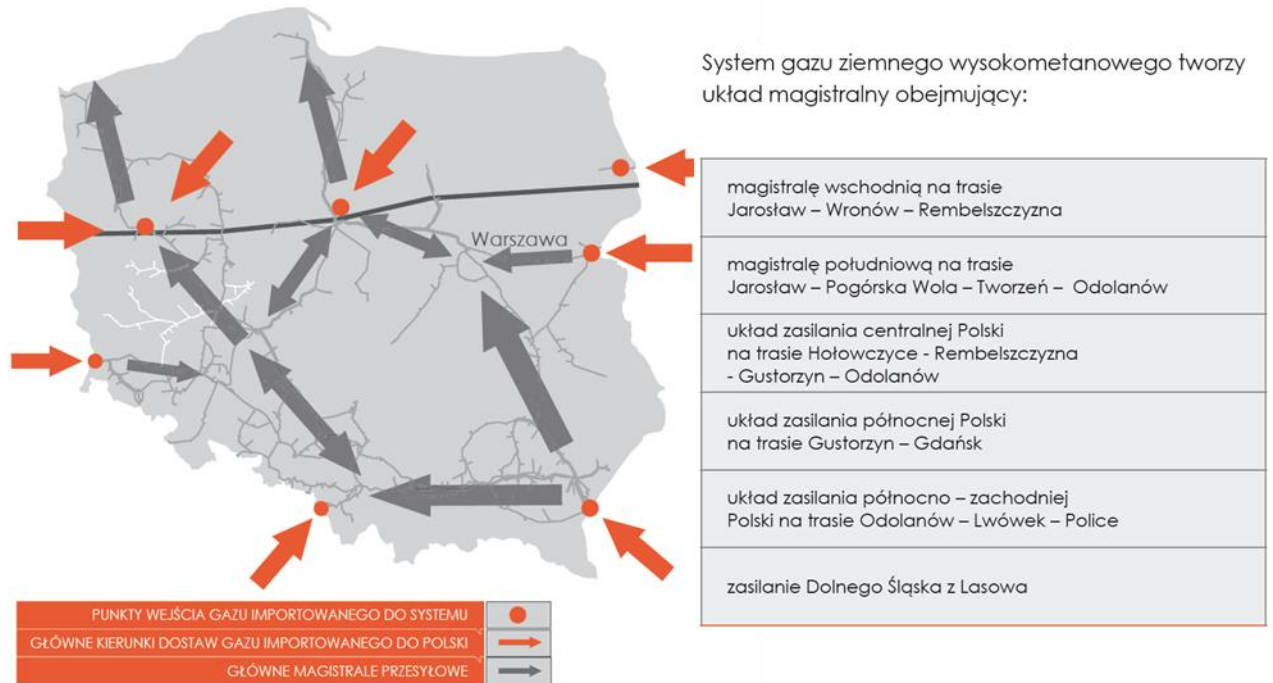 System gazu ziemnego wysokometanowego tworzy
układ magistralny obejmujący:
Warszawa
magistralę wschodnią na trasie
Jarosław – Wronów – Rembelszczyzna
magistralę południową na trasie
Jarosław – Pogórska Wola – Tworzeń – Odolanów
układ zasilania centralnej Polski
na trasie Hołowczyce - Rembelszczyzna
- Gustorzyn – Odolanów
układ zasilania północnej Polski
na trasie Gustorzyn – Gdańsk
układ zasilania północno – zachodniej
Polski na trasie Odolanów – Lwówek – Police
zasilanie Dolnego Śląska z Lasowa
PUNKTY WEJŚCIA GAZU IMPORTOWANEGO DO SYSTEMU
GŁÓWNE KIERUNKI DOSTAW GAZU IMPORTOWANEGO DO POLSKI
GŁÓWNE MAGISTRALE PRZESYŁOWE